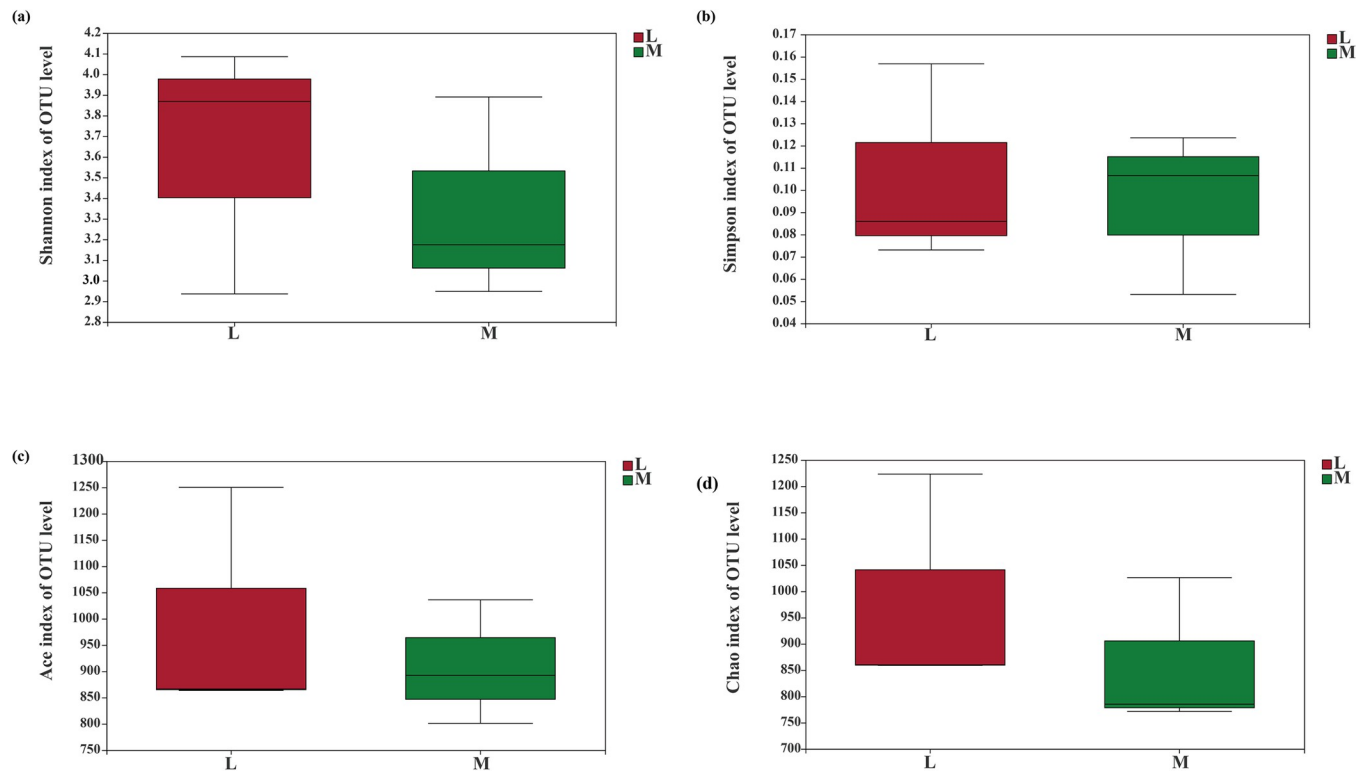 (a)
Shannon index of OTU level
4.2
4.1
4.0
3.9
3.8
3.7
3.6
3.5
3.4
3.3
3.2
3.1
3.0
2.9
2.8
L
M
L
M
(b)
Simpson index of OTU level
0.17
0.16
0.15
0.14
0.13
0.12
0.11
0.10
0.09
0.08
0.07
0.06
0.05
0.04
L
M
L
M
(c)
Ace index of OTU level
1300
1250
1200
1150
1100
1050
1000
950
900
850
800
750
L
M
L
M
(d)
Chao index of OTU level
1250
1200
1150
1100
1050
1000
950
900
850
800
750
700
L
M
L
M